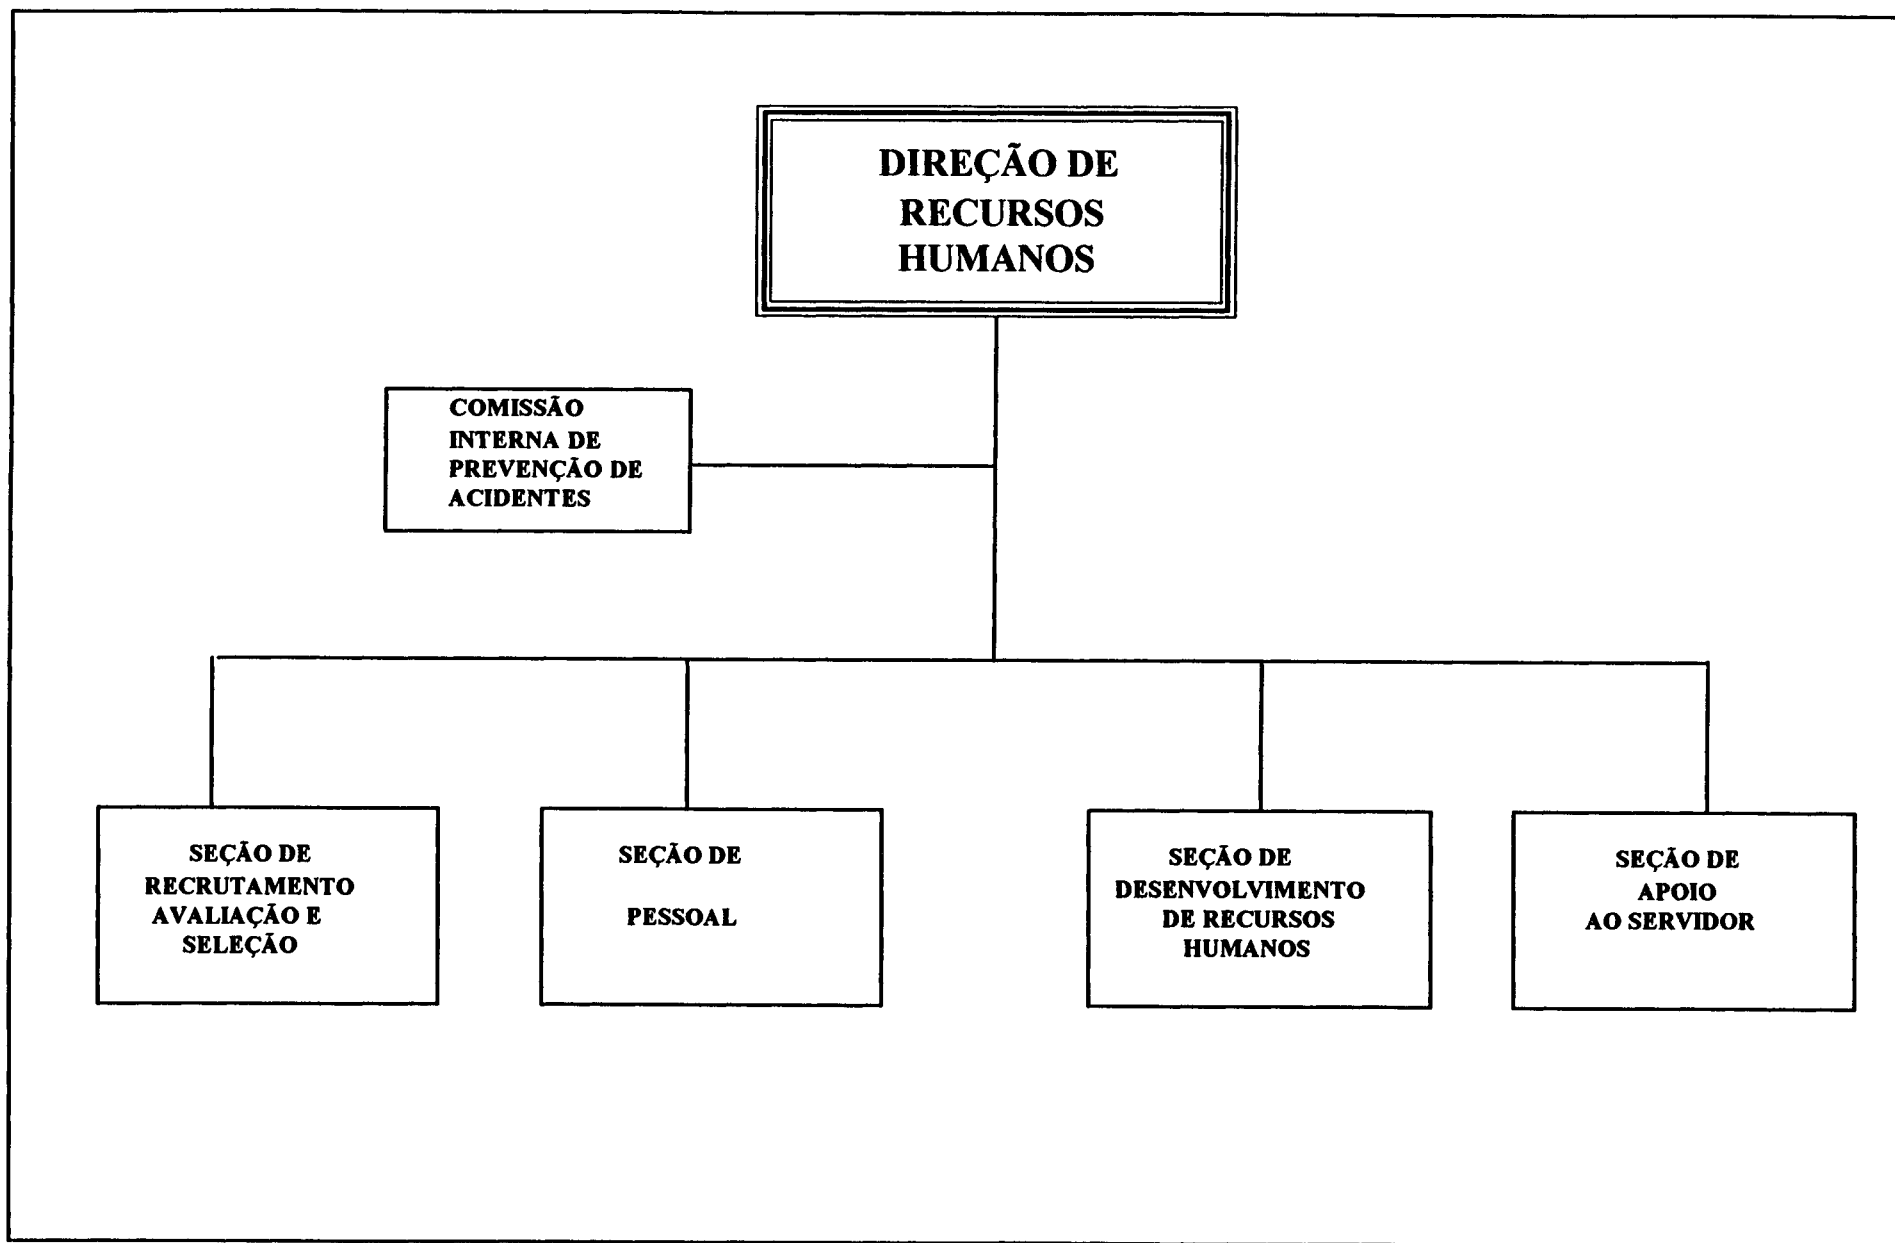 DIREÇÃO DE
RECURSOS
HUMANOS
COMISSÃO
INTERNA DE
PREVENÇÃO DE
ACIDENTES
SEÇÃO DE
RECRUTAMENTO
AVALIAÇÃO E
SELEÇÃO
SEÇÃO DE
PESSOAL
SEÇÃO DE
DESENVOLVIMENTO
DE RECURSOS
HUMANOS
SEÇÃO DE
APOIO
AO SERVIDOR